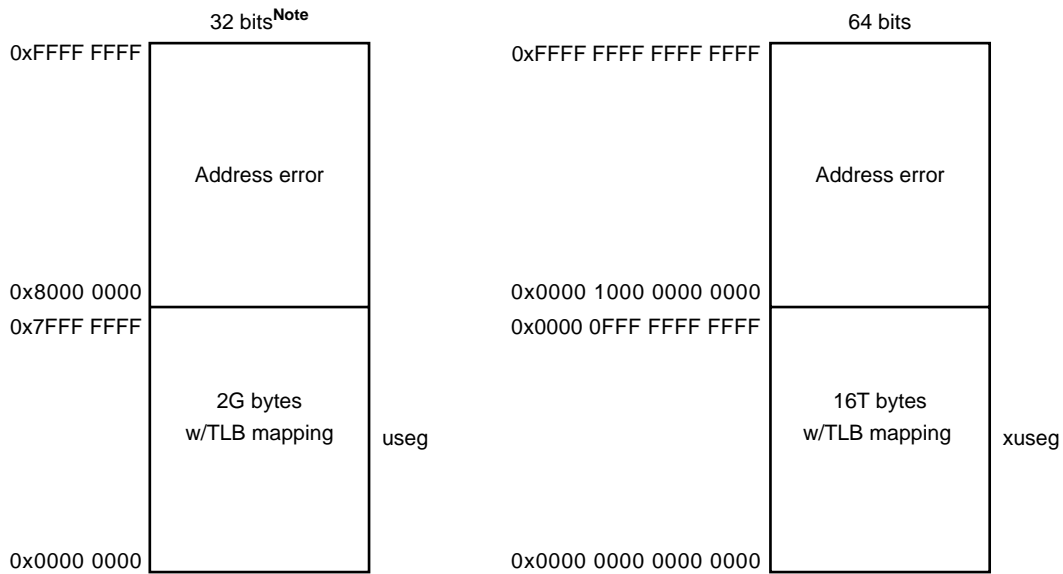 32 bitsNote
0xFFFF FFFF
Address error
0x8000 0000
0x7FFF FFFF
2G bytes
w/TLB mapping
useg
0x0000 0000
64 bits
0xFFFF FFFF FFFF FFFF
Address error
0x0000 1000 0000 0000
0x0000 0FFF FFFF FFFF
16T bytes
w/TLB mapping
xuseg
0x0000 0000 0000 0000